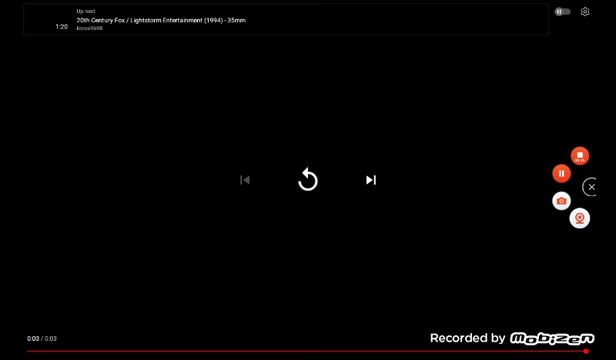 Up next
20th Century Fox / Lightstorm Entertainment (1994) - 35mm
1:20
0:03 / 0:03
Recorded by Mobizen